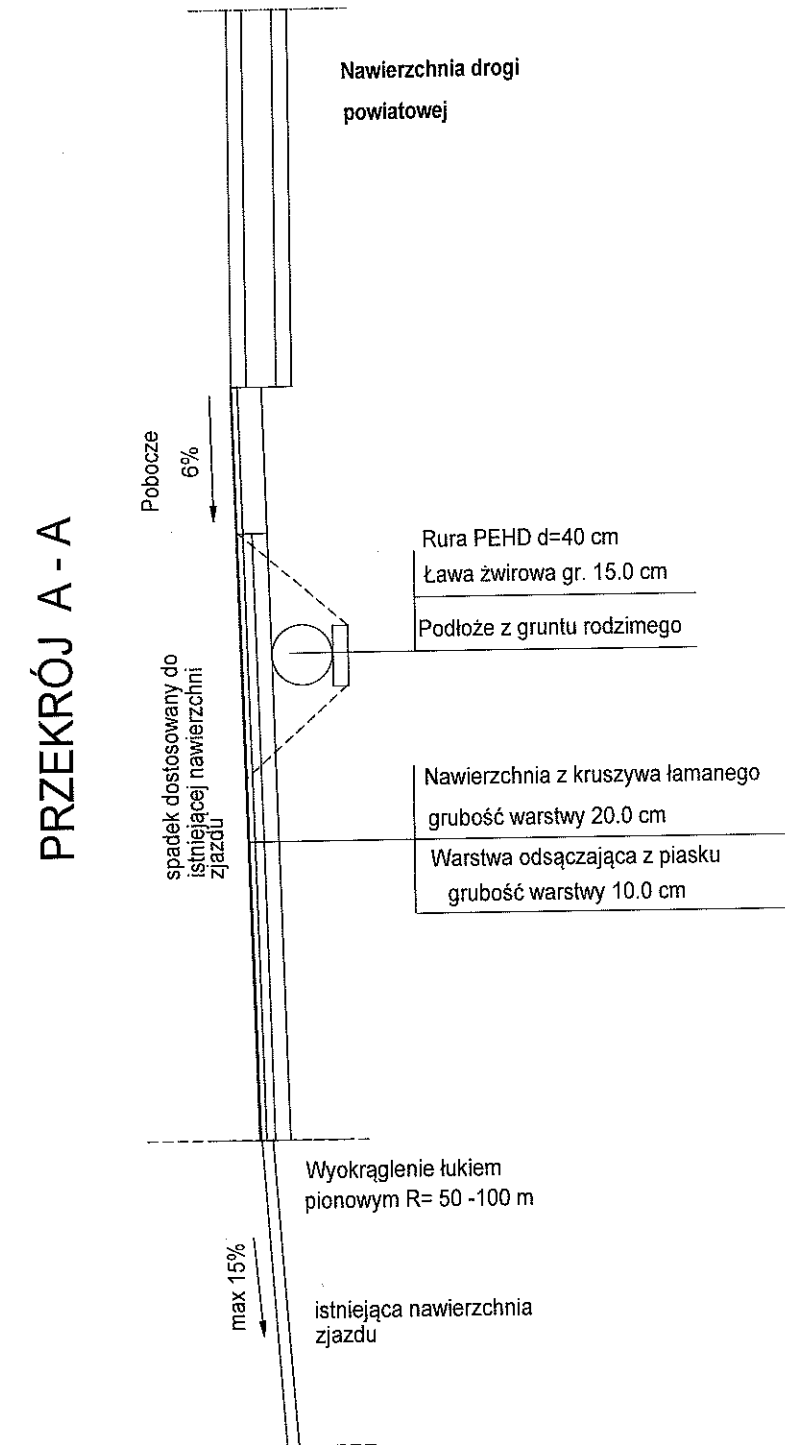 PRZEKRÓJ A - A
Nawierzchnia drogi
powiatowej
Pobocze
6%
Rura PEHD d=40 cm
Ława żwirowa gr. 15.0 cm
Podłoże z gruntu rodzimego
spadek dostosowany do
istniejącej nawierzchni
zjazdu
Nawierzchnia z kruszywa łamanego
grubość warstwy 20.0 cm
Warstwa odsączająca z piasku
grubość warstwy 10.0 cm
Wyokrąglenie łukiem
pionowym R= 50 -100 m
max 15%
istniejąca nawierzchnia
zjazdu